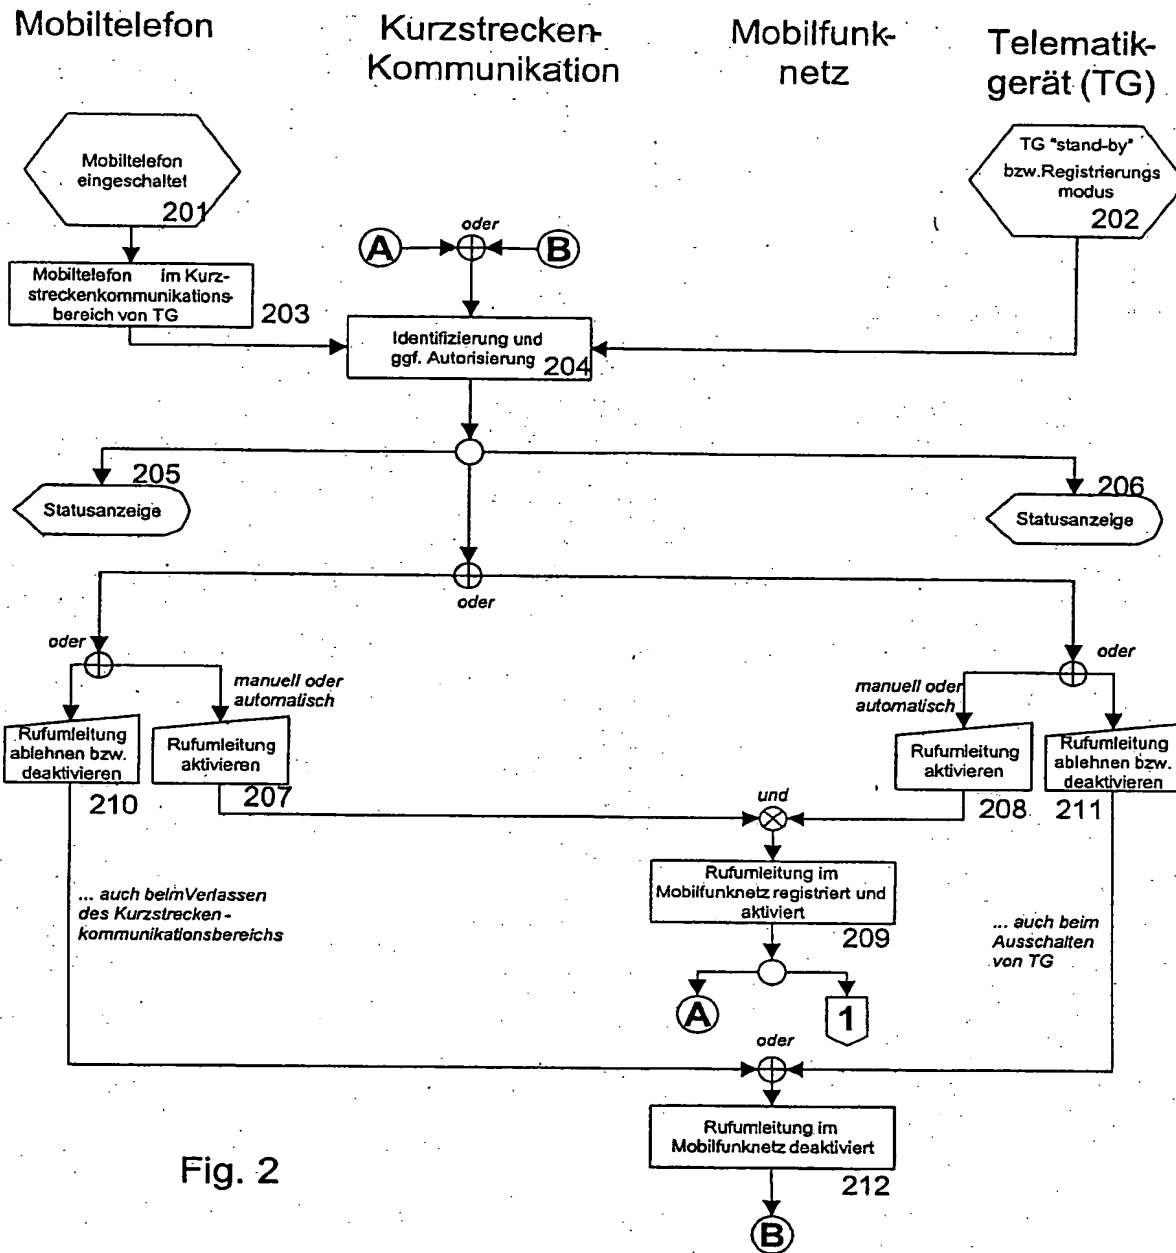 Mobiltelefon
Kurzstrecken-
Kommunikation
Mobilfunk-
netz
Telematik-
gerät (TG)
Mobiltelefon
eingeschaltet
201
TG "stand-by"
bzw.Registrierungs
modus
202
oder
A
B
Mobiltelefon im Kurz-
streckenkommunikations-
bereich von TG
203
Identifizierung und
ggf. Autorisierung
204
205
Statusanzeige
206
Statusanzeige
oder
oder
manuell oder
automatisch
oder
manuell oder
automatisch
Rufumleitung
ablehnen bzw.
deaktivieren
210
Rufumleitung
aktivieren
207
Rufumleitung
aktivieren
208
Rufumleitung
ablehnen bzw.
deaktivieren
211
und
Rufumleitung im
Mobilfunknetz registriert und
aktiviert
209
... auch beim Verlassen
des Kurzstrecken-
kommunikationsbereichs
... auch beim
Ausschalten
von TG
A
1
oder
Rufumleitung im
Mobilfunknetz deaktiviert
212
B
Fig. 2